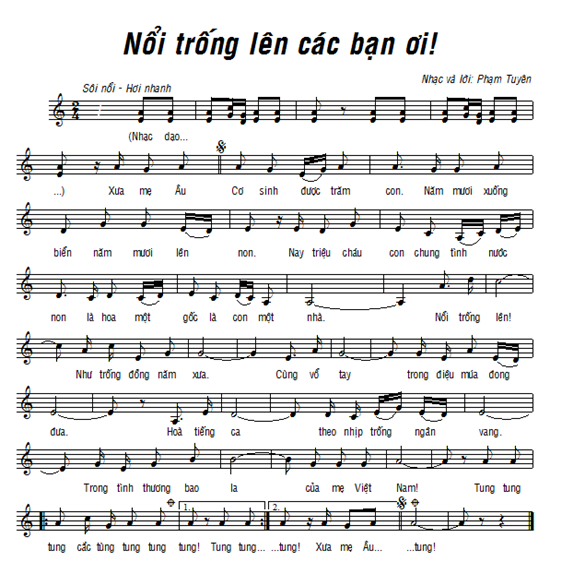 Nổi trống lên các bạn ơi!
Sôi nổi - Hơi nhanh
Nhạc và lời: Phạm Tuyên
(Nhạc dạo...
...) Xưa mẹ Âu Cơ sinh được trăm con. Năm mươi xuống
biển năm mươi lên non. Nay triệu cháu con chung tình nước
non là hoa một gốc là con một nhà. Nổi trống lên!
Như trống đồng năm xưa. Cùng vổ tay trong điệu múa đong
đưa. Hoà tiếng ca theo nhịp trống ngân vang.
Trong tình thương bao la của mẹ Việt Nam! Tung tung
1. 2.
tung cắc tùng tung tung tung! Tung tung... ...tung! Xưa mẹ Âu... ...tung!